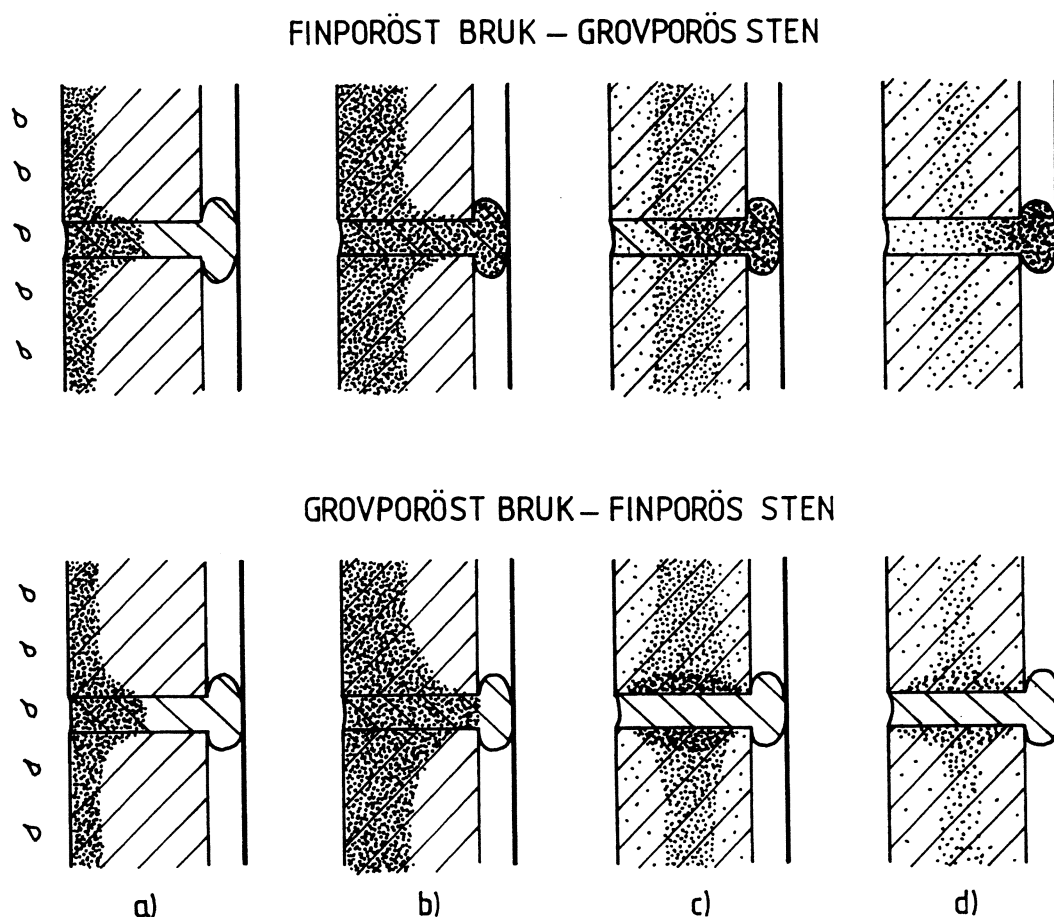 FINPORÖST BRUK – GROVPORÖS STEN
GROVPORÖST BRUK – FINPORÖS STEN
a) b) c) d)